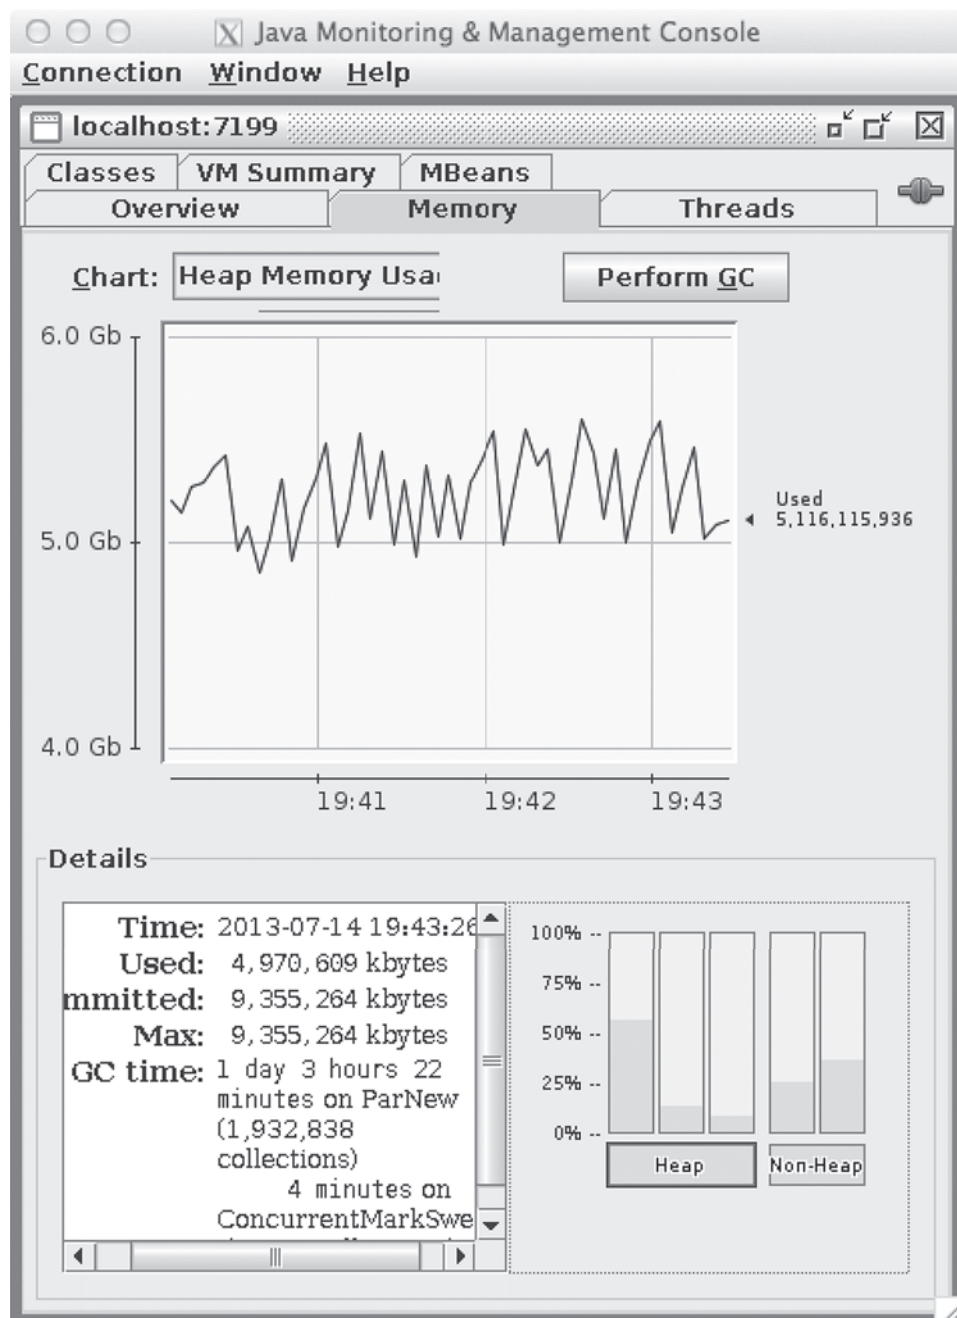 X Java Monitoring & Management Console
Connection Window Help
localhost:7199
Classes VM Summary MBeans
Overview Memory Threads
Chart: Heap Memory Usa Perform GC
6.0 Gb
Used
5,116,115,936
5.0 Gb
4.0 Gb
19:41 19:42 19:43
Details
Time: 2013-07-14 19:43:26
Used: 4,970,609 kbytes
mmitted: 9,355,264 kbytes
Max: 9,355,264 kbytes
GC time: 1 day 3 hours 22
minutes on ParNew
(1,932,838
collections)
4 minutes on
ConcurrentMarkSwe
100% --
75% --
50% --
25% --
0% --
Heap Non-Heap